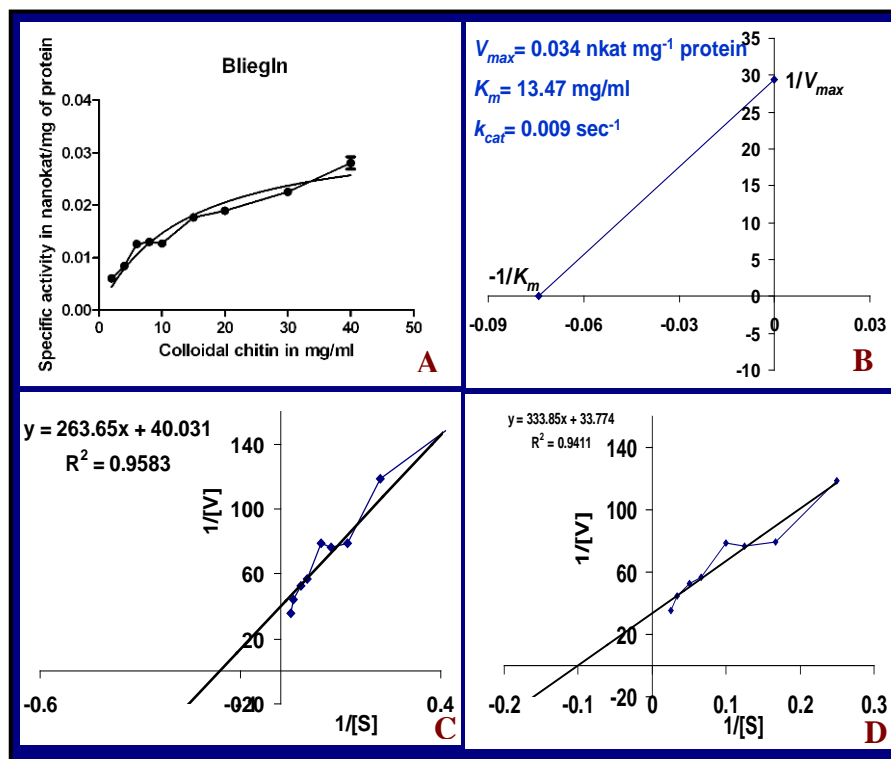 BliegIn
Specific activity in nanokat/mg of protein
0.04
0.03
0.02
0.01
0.00
0
10
20
30
40
50
Colloidal chitin in mg/ml
A
Vmax= 0.034 nkat mg-1 protein
Km= 13.47 mg/ml
kcat= 0.009 sec-1
35
30
25
20
15
10
5
0
-5
-10
1/Vmax
-1/Km
-0.09
-0.06
-0.03
0.00
0.03
B
y = 263.65x + 40.031
R2 = 0.9583
1/[V]
140
100
60
20
-20
-0.6
-0.1
0.4
1/[S]
C
y = 333.85x + 33.774
R2 = 0.9411
1/[V]
140
100
60
20
-20
-0.2
-0.1
0
0.1
0.2
0.3
1/[S]
D